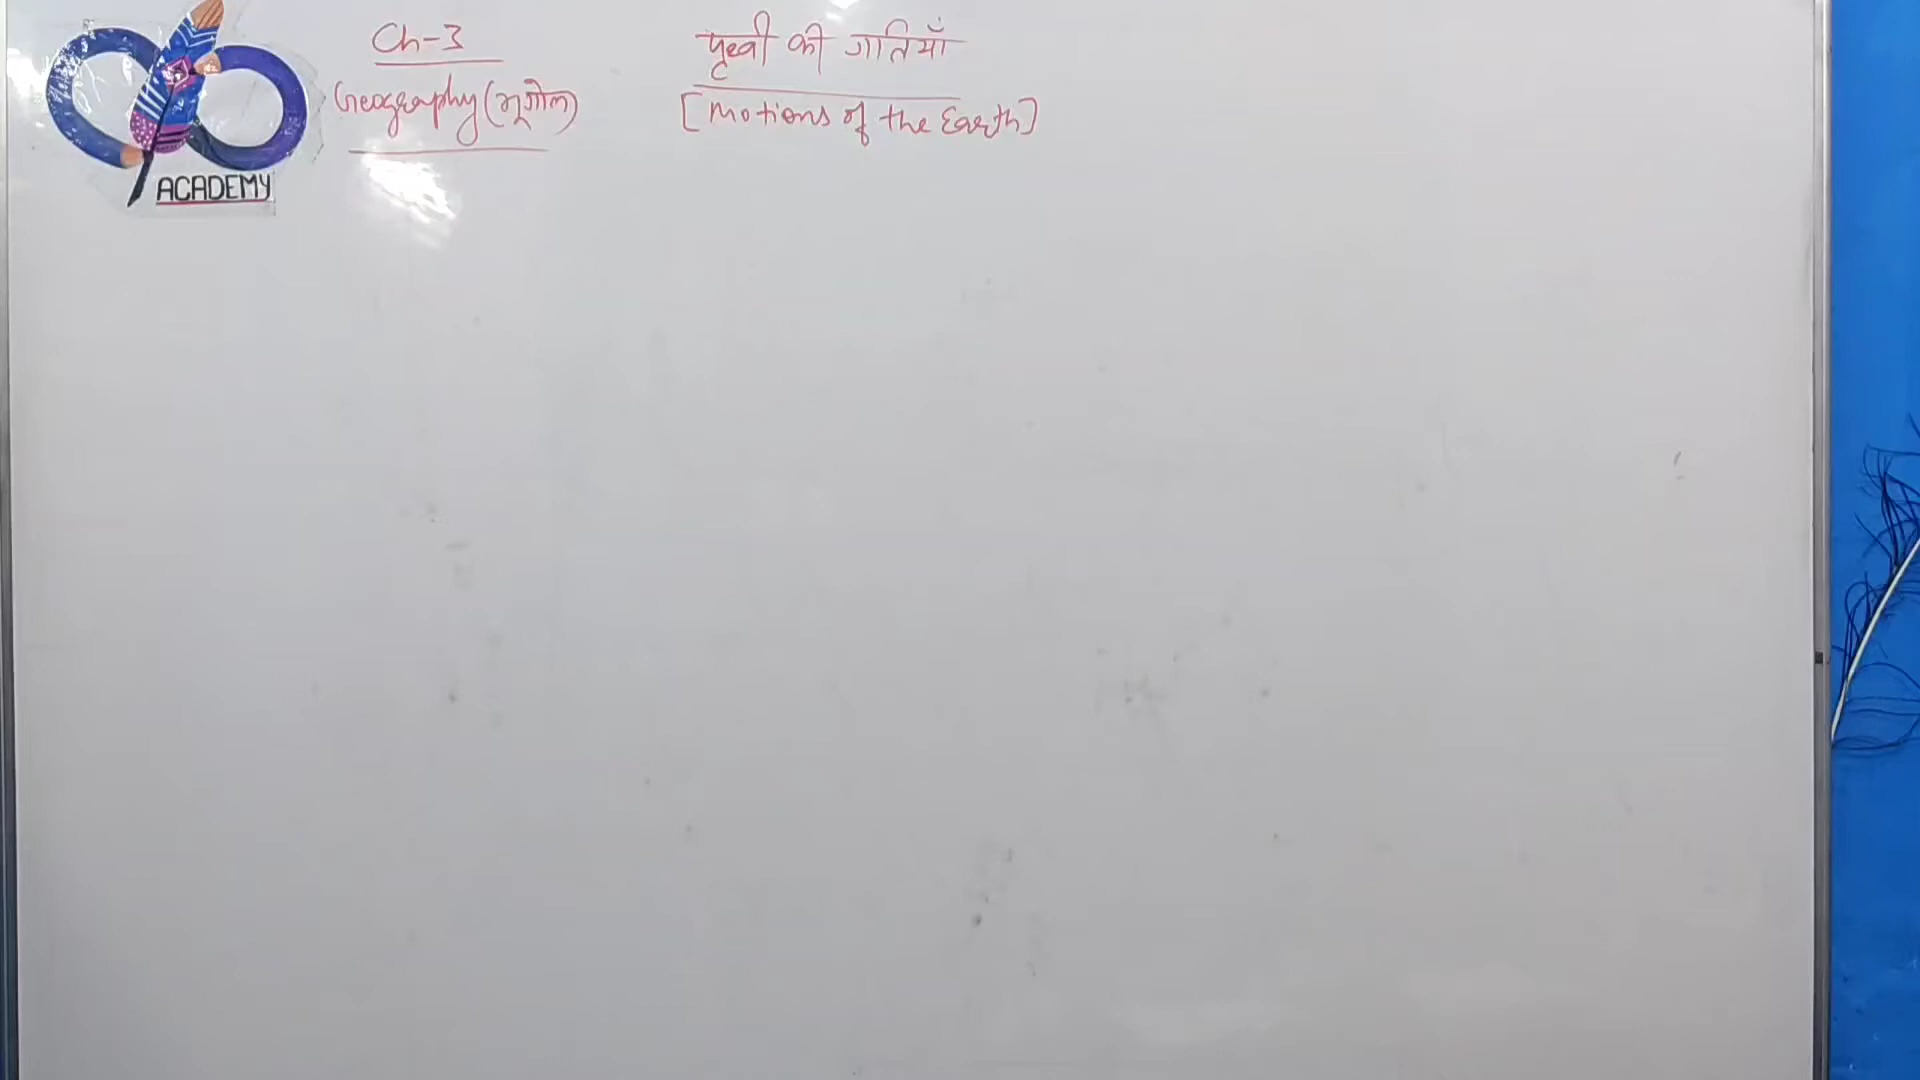 Ch-3
Geography (भूगोल)
पृथ्वी की गतियाँ
[Motions of the Earth]
ACADEMY